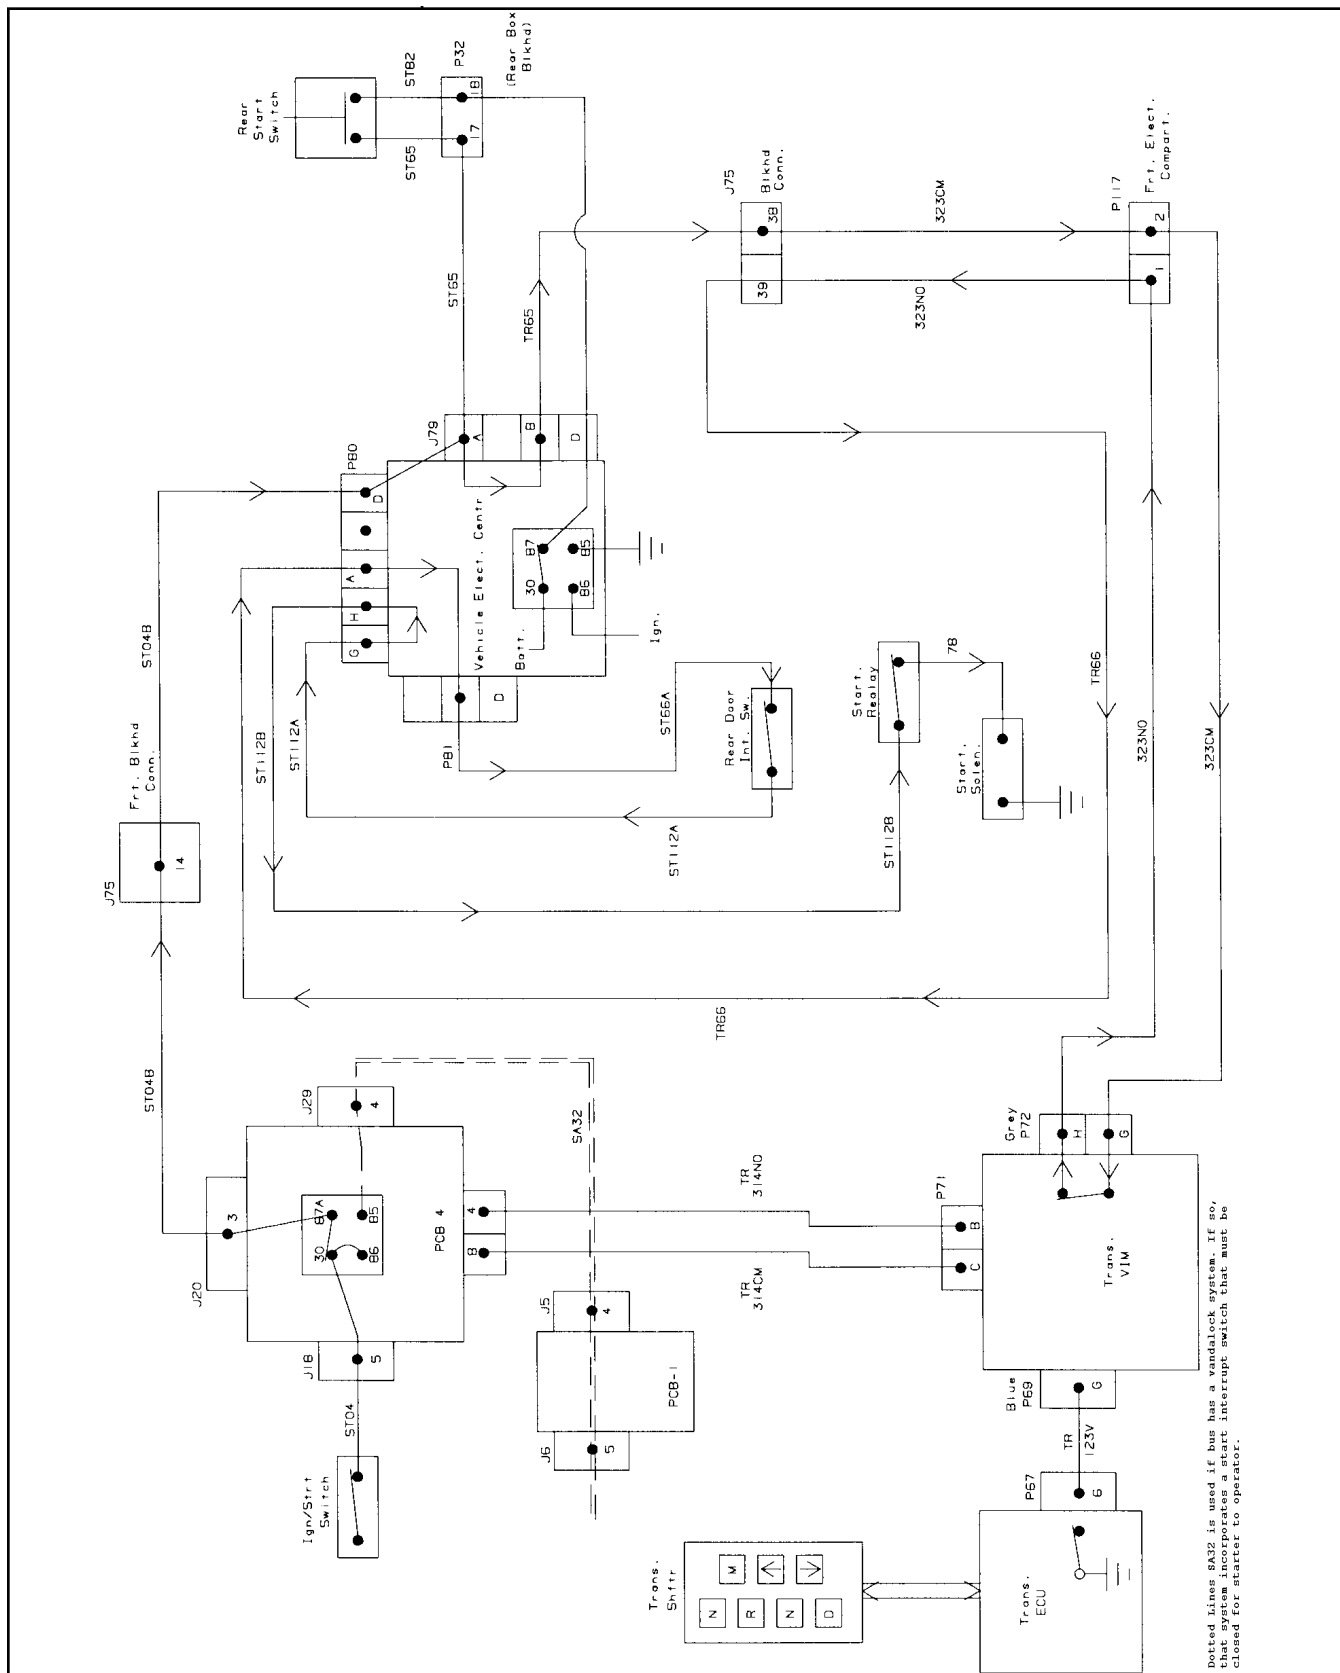 J75
Frt. Blkhd
Conn.
14
ST04B
ST04B
J20
3
ST112B
ST112A
Rear
Start
Switch
Ign/Strt
Switch
ST04
J18
5
30
87A
86
85
J29
4
PCB 4
8
4
G
H
A
D
P80
ST65
ST82
17
18
P32
(Rear Box
Blkhd)
P81
D
Vehicle Elect. Centr
Batt.
30
87
86
85
Ign.
J79
A
B
D
ST65
TR65
J6
5
PCB-1
J5
4
SA32
ST66A
ST112A
TR66
Trans.
Shftr
N
R
N
D
M
TR
314CM
TR
314NO
Rear Door
Int. Sw.
J75
39
38
Blkhd
Conn.
ST112B
Start.
Realay
78
Start.
Solen.
323NO
323CM
P71
C
B
Grey
P72
H
G
Trans.
VIM
Blue
P69
G
TR
123V
P67
6
Trans.
ECU
TR66
323NO
323CM
P117
1
2
Frt. Elect.
Compart.
Dotted Lines SA32 is used if bus has a vandalock system. If so,
that system incorporates a start interrupt switch that must be
closed for starter to operator.